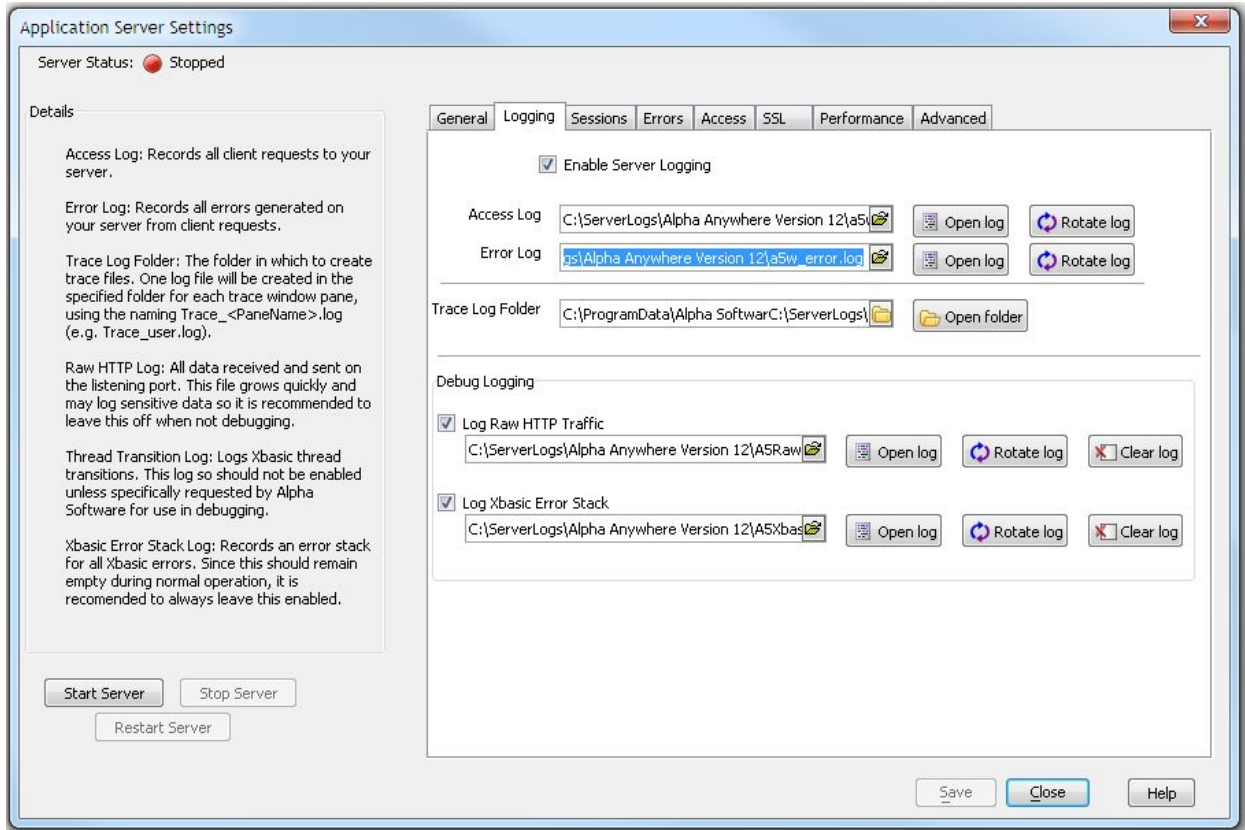 Application Server Settings
Server Status: Stopped
Details
Access Log: Records all client requests to your
server.
Error Log: Records all errors generated on
your server from client requests.
Trace Log Folder: The folder in which to create
trace files. One log file will be created in the
specified folder for each trace window pane,
using the naming Trace_<PaneName>.log
(e.g. Trace_user.log).
Raw HTTP Log: All data received and sent on
the listening port. This file grows quickly and
may log sensitive data so it is recommended to
leave this off when not debugging.
Thread Transition Log: Logs Xbasic thread
transitions. This log so should not be enabled
unless specifically requested by Alpha
Software for use in debugging.
Xbasic Error Stack Log: Records an error stack
for all Xbasic errors. Since this should remain
empty during normal operation, it is
recomended to always leave this enabled.
Start Server Stop Server
Restart Server
General Logging Sessions Errors Access SSL Performance Advanced
Enable Server Logging
Access Log C:\ServerLogs\Alpha Anywhere Version 12\a5w Open log Rotate log
Error Log gs\Alpha Anywhere Version 12\a5w_error.log Open log Rotate log
Trace Log Folder C:\ProgramData\Alpha SoftwarC:\ServerLogs\ Open folder
Debug Logging
Log Raw HTTP Traffic
C:\ServerLogs\Alpha Anywhere Version 12\A5Raw Open log Rotate log Clear log
Log Xbasic Error Stack
C:\ServerLogs\Alpha Anywhere Version 12\A5Xbas Open log Rotate log Clear log
Save Close Help